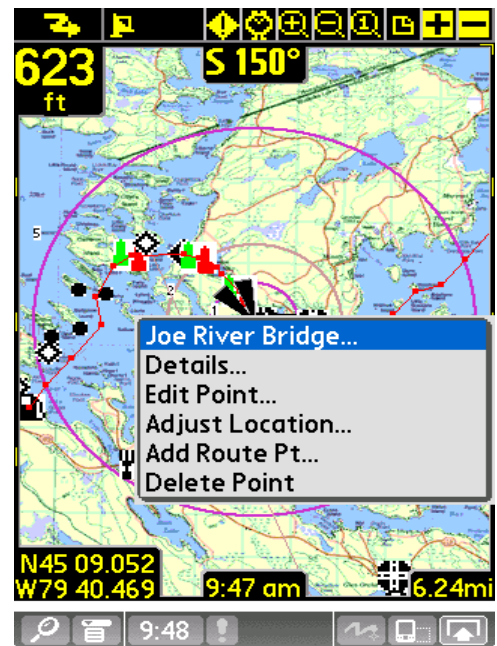 623
ft
S 150°
5
2
1
Joe River Bridge...
Details...
Edit Point...
Adjust Location...
Add Route Pt...
Delete Point
N45 09.052
W79 40.469
9:47 am
6.24mi
9:48